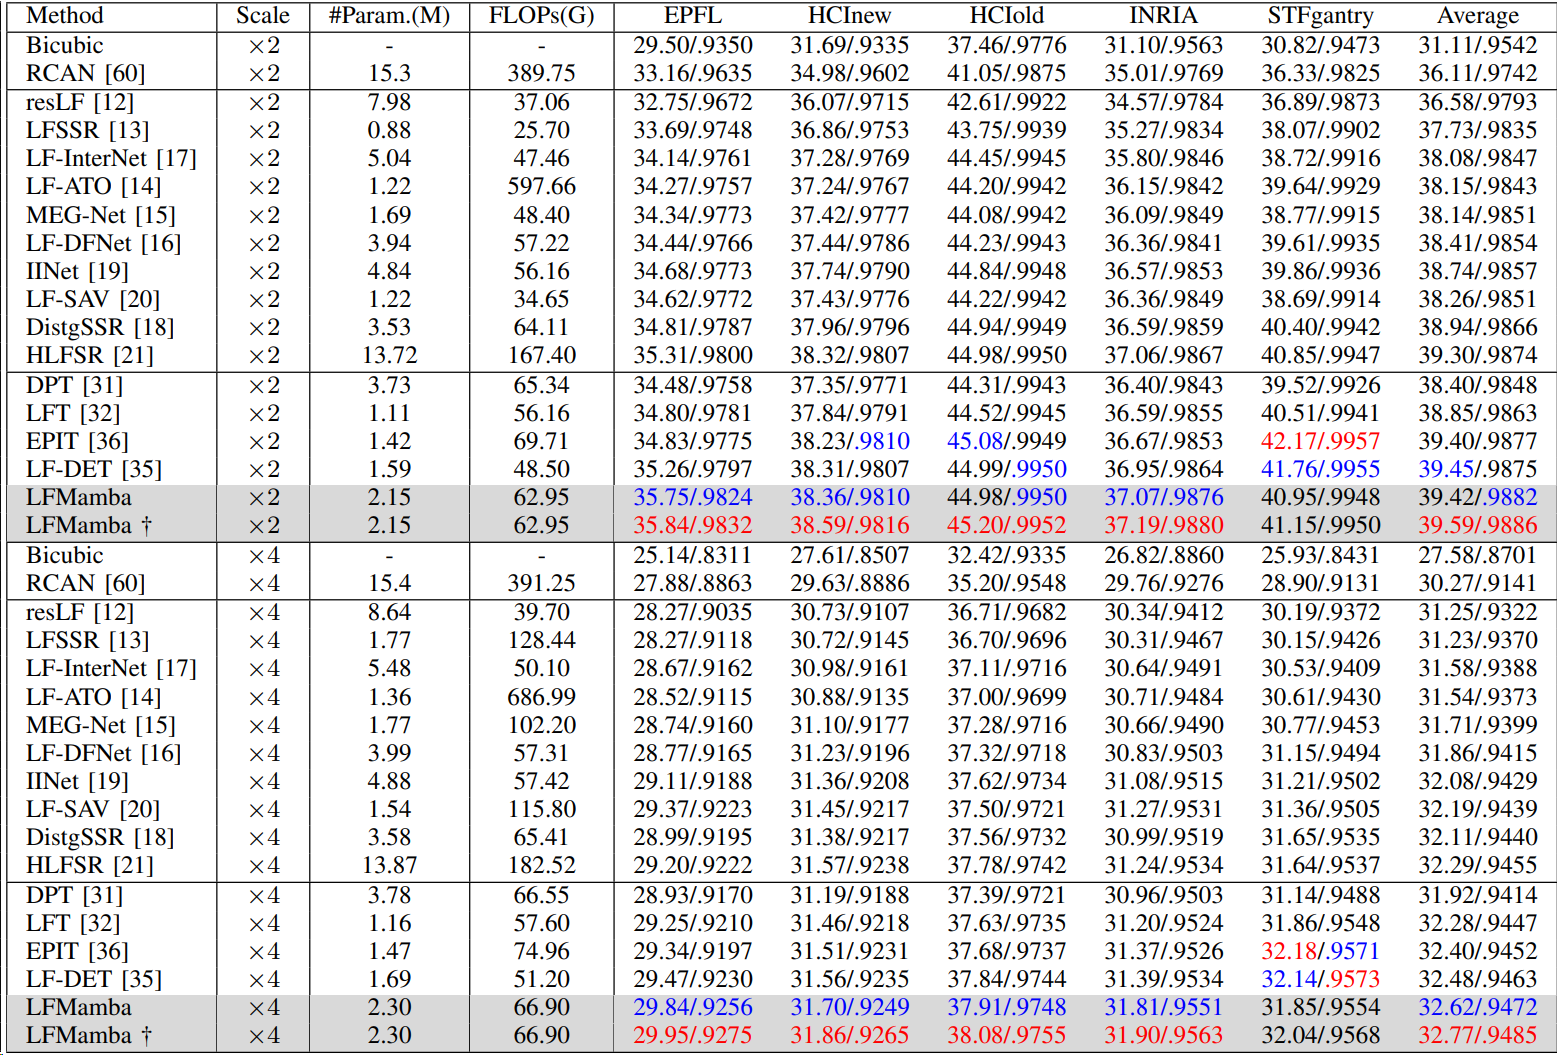 Method Scale #Param.(M) FLOPs(G) EPFL HCInew HCIold INRIA STFgantry Average
Bicubic ×2 - - 29.50/.9350 31.69/.9335 37.46/.9776 31.10/.9563 30.82/.9473 31.11/.9542
RCAN [60] ×2 15.3 389.75 33.16/.9635 34.98/.9602 41.05/.9875 35.01/.9769 36.33/.9825 36.11/.9742
resLF [12] ×2 7.98 37.06 32.75/.9672 36.07/.9715 42.61/.9922 34.57/.9784 36.89/.9873 36.58/.9793
LFSSR [13] ×2 0.88 25.70 33.69/.9748 36.86/.9753 43.75/.9939 35.27/.9834 38.07/.9902 37.73/.9835
LF-InterNet [17] ×2 5.04 47.46 34.14/.9761 37.28/.9769 44.45/.9945 35.80/.9846 38.72/.9916 38.08/.9847
LF-ATO [14] ×2 1.22 597.66 34.27/.9757 37.24/.9767 44.20/.9942 36.15/.9842 39.64/.9929 38.15/.9843
MEG-Net [15] ×2 1.69 48.40 34.34/.9773 37.42/.9777 44.08/.9942 36.09/.9849 38.77/.9915 38.14/.9851
LF-DFNet [16] ×2 3.94 57.22 34.44/.9766 37.44/.9786 44.23/.9943 36.36/.9841 39.61/.9935 38.41/.9854
IINet [19] ×2 4.84 56.16 34.68/.9773 37.74/.9790 44.84/.9948 36.57/.9853 39.86/.9936 38.74/.9857
LF-SAV [20] ×2 1.22 34.65 34.62/.9772 37.43/.9776 44.22/.9942 36.36/.9849 38.69/.9914 38.26/.9851
DistgSSR [18] ×2 3.53 64.11 34.81/.9787 37.96/.9796 44.94/.9949 36.59/.9859 40.40/.9942 38.94/.9866
HLFSR [21] ×2 13.72 167.40 35.31/.9800 38.32/.9807 44.98/.9950 37.06/.9867 40.85/.9947 39.30/.9874
DPT [31] ×2 3.73 65.34 34.48/.9758 37.35/.9771 44.31/.9943 36.40/.9843 39.52/.9926 38.40/.9848
LFT [32] ×2 1.11 56.16 34.80/.9781 37.84/.9791 44.52/.9945 36.59/.9855 40.51/.9941 38.85/.9863
EPIT [36] ×2 1.42 69.71 34.83/.9775 38.23/.9810 45.08/.9949 36.67/.9853 42.17/.9957 39.40/.9877
LF-DET [35] ×2 1.59 48.50 35.26/.9797 38.31/.9807 44.99/.9950 36.95/.9864 41.76/.9955 39.45/.9875
LFMamba ×2 2.15 62.95 35.75/.9824 38.36/.9810 44.98/.9950 37.07/.9876 40.95/.9948 39.42/.9882
LFMamba † ×2 2.15 62.95 35.84/.9832 38.59/.9816 45.20/.9952 37.19/.9880 41.15/.9950 39.59/.9886
Bicubic ×4 - - 25.14/.8311 27.61/.8507 32.42/.9335 26.82/.8860 25.93/.8431 27.58/.8701
RCAN [60] ×4 15.4 391.25 27.88/.8863 29.63/.8886 35.20/.9548 29.76/.9276 28.90/.9131 30.27/.9141
resLF [12] ×4 8.64 39.70 28.27/.9035 30.73/.9107 36.71/.9682 30.34/.9412 30.19/.9372 31.25/.9322
LFSSR [13] ×4 1.77 128.44 28.27/.9118 30.72/.9145 36.70/.9696 30.31/.9467 30.15/.9426 31.23/.9370
LF-InterNet [17] ×4 5.48 50.10 28.67/.9162 30.98/.9161 37.11/.9716 30.64/.9491 30.53/.9409 31.58/.9388
LF-ATO [14] ×4 1.36 686.99 28.52/.9115 30.88/.9135 37.00/.9699 30.71/.9484 30.61/.9430 31.54/.9373
MEG-Net [15] ×4 1.77 102.20 28.74/.9160 31.10/.9177 37.28/.9716 30.66/.9490 30.77/.9453 31.71/.9399
LF-DFNet [16] ×4 3.99 57.31 28.77/.9165 31.23/.9196 37.32/.9718 30.83/.9503 31.15/.9494 31.86/.9415
IINet [19] ×4 4.88 57.42 29.11/.9188 31.36/.9208 37.62/.9734 31.08/.9515 31.21/.9502 32.08/.9429
LF-SAV [20] ×4 1.54 115.80 29.37/.9223 31.45/.9217 37.50/.9721 31.27/.9531 31.36/.9505 32.19/.9439
DistgSSR [18] ×4 3.58 65.41 28.99/.9195 31.38/.9217 37.56/.9732 30.99/.9519 31.65/.9535 32.11/.9440
HLFSR [21] ×4 13.87 182.52 29.20/.9222 31.57/.9238 37.78/.9742 31.24/.9534 31.64/.9537 32.29/.9455
DPT [31] ×4 3.78 66.55 28.93/.9170 31.19/.9188 37.39/.9721 30.96/.9503 31.14/.9488 31.92/.9414
LFT [32] ×4 1.16 57.60 29.25/.9210 31.46/.9218 37.63/.9735 31.20/.9524 31.86/.9548 32.28/.9447
EPIT [36] ×4 1.47 74.96 29.34/.9197 31.51/.9231 37.68/.9737 31.37/.9526 32.18/.9571 32.40/.9452
LF-DET [35] ×4 1.69 51.20 29.47/.9230 31.56/.9235 37.84/.9744 31.39/.9534 32.14/.9573 32.48/.9463
LFMamba ×4 2.30 66.90 29.84/.9256 31.70/.9249 37.91/.9748 31.81/.9551 31.85/.9554 32.62/.9472
LFMamba † ×4 2.30 66.90 29.95/.9275 31.86/.9265 38.08/.9755 31.90/.9563 32.04/.9568 32.77/.9485